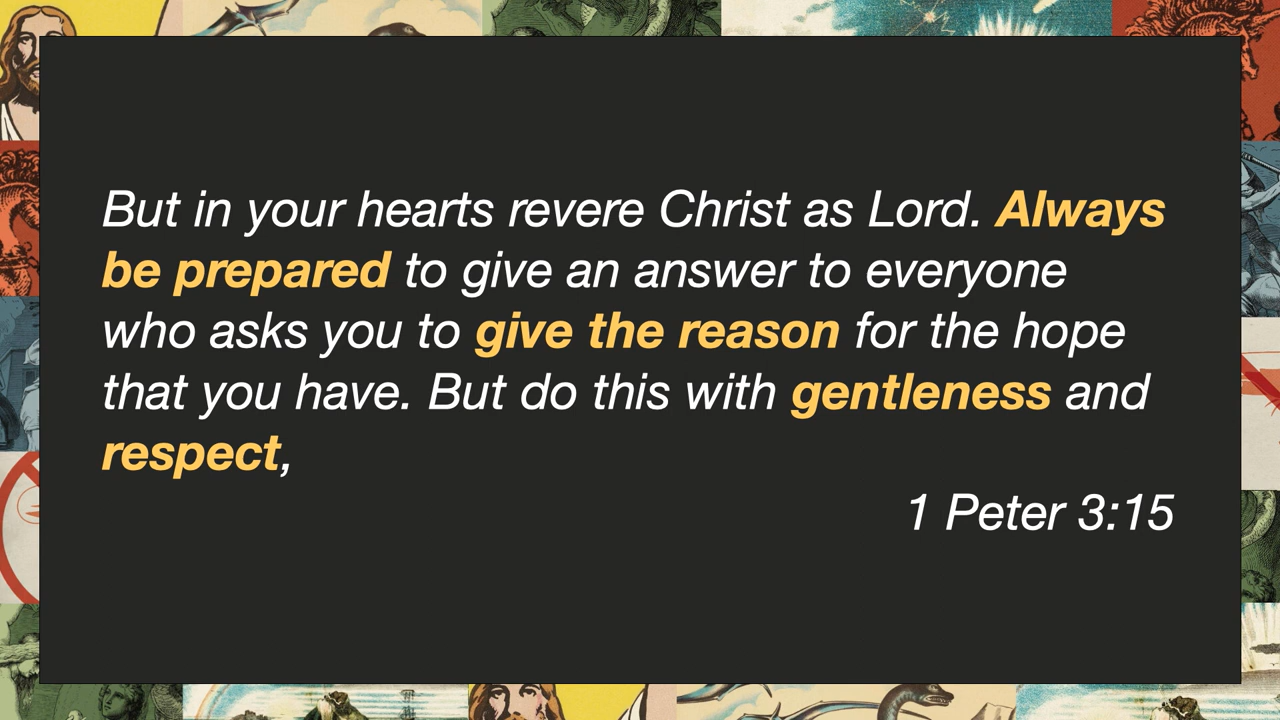 But in your hearts revere Christ as Lord. Always
be prepared to give an answer to everyone
who asks you to give the reason for the hope
that you have. But do this with gentleness and
respect,
1 Peter 3:15